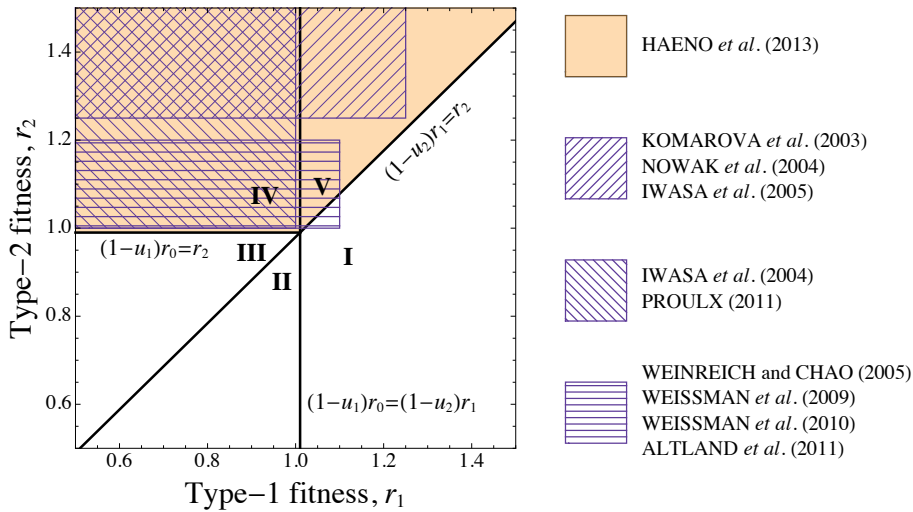 1.4
1.2
1.0
0.8
0.6
Type−2 fitness, r₂
IV
V
(1−u₂)r₁=r₂
(1−u₁)r₀=r₂
III
II
I
(1−u₁)r₀=(1−u₂)r₁
0.6 0.8 1.0 1.2 1.4
Type−1 fitness, r₁
HAENO et al. (2013)
KOMAROVA et al. (2003)
NOWAK et al. (2004)
IWASA et al. (2005)
IWASA et al. (2004)
PROULX (2011)
WEINREICH and CHAO (2005)
WEISSMAN et al. (2009)
WEISSMAN et al. (2010)
ALTLAND et al. (2011)